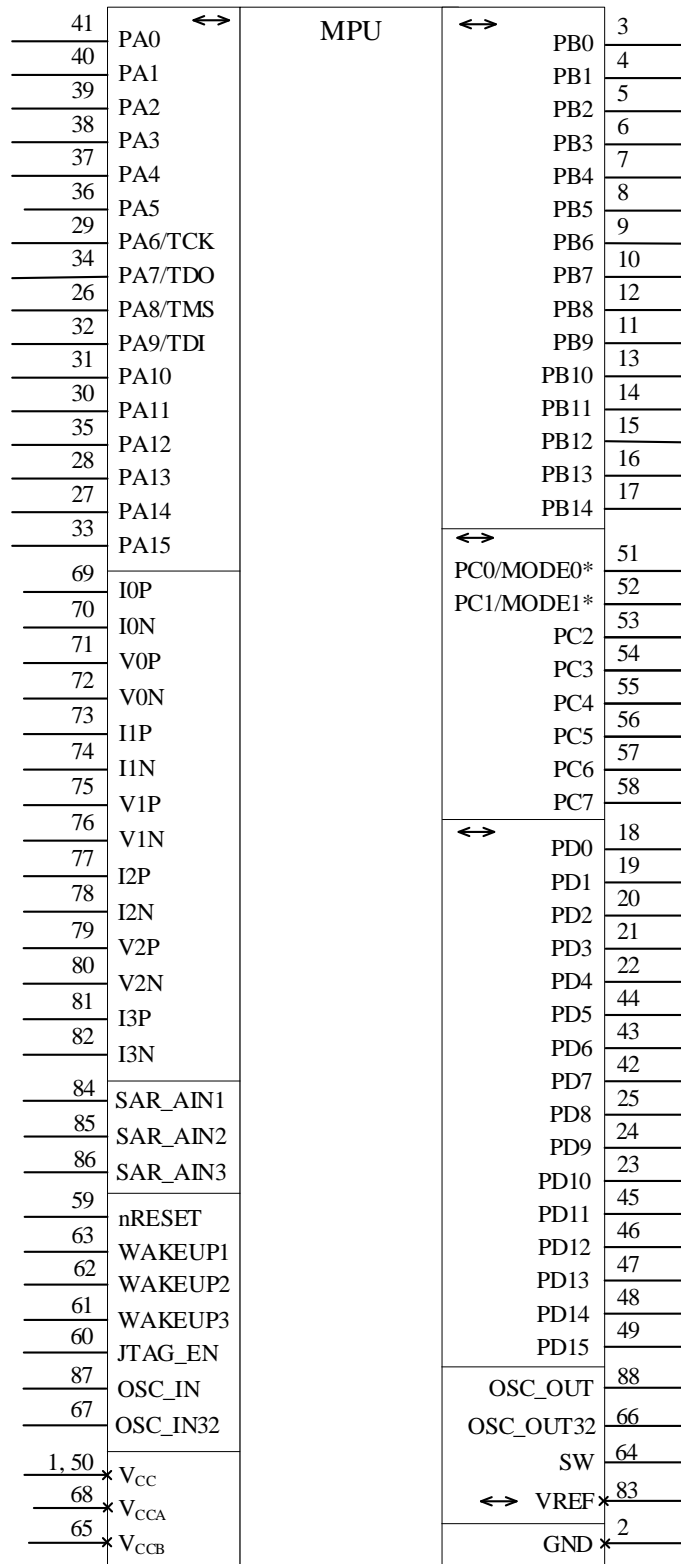 MPU
41 PA0
40 PA1
39 PA2
38 PA3
37 PA4
36 PA5
29 PA6/TCK
34 PA7/TDO
26 PA8/TMS
32 PA9/TDI
31 PA10
30 PA11
35 PA12
28 PA13
27 PA14
33 PA15
69 I0P
70 I0N
71 V0P
72 V0N
73 I1P
74 I1N
75 V1P
76 V1N
77 I2P
78 I2N
79 V2P
80 V2N
81 I3P
82 I3N
84 SAR_AIN1
85 SAR_AIN2
86 SAR_AIN3
59 nRESET
63 WAKEUP1
62 WAKEUP2
61 WAKEUP3
60 JTAG_EN
87 OSC_IN
67 OSC_IN32
1, 50 VCC
68 VCCA
65 VCCB
PB0 3
PB1 4
PB2 5
PB3 6
PB4 7
PB5 8
PB6 9
PB7 10
PB8 12
PB9 11
PB10 13
PB11 14
PB12 15
PB13 16
PB14 17
PC0/MODE0* 51
PC1/MODE1* 52
PC2 53
PC3 54
PC4 55
PC5 56
PC6 57
PC7 58
PD0 18
PD1 19
PD2 20
PD3 21
PD4 22
PD5 44
PD6 43
PD7 42
PD8 25
PD9 24
PD10 23
PD11 45
PD12 46
PD13 47
PD14 48
PD15 49
OSC_OUT 88
OSC_OUT32 66
SW 64
VREF 83
GND 2